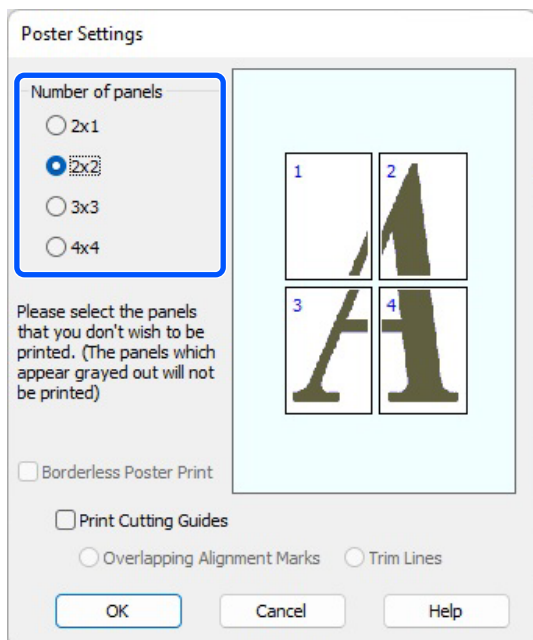 Poster Settings
Number of panels
2x1
2x2
3x3
4x4
Please select the panels
that you don't wish to be
printed. (The panels which
appear grayed out will not
be printed)
1
2
A
3
4
Borderless Poster Print
Print Cutting Guides
Overlapping Alignment Marks
Trim Lines
OK
Cancel
Help